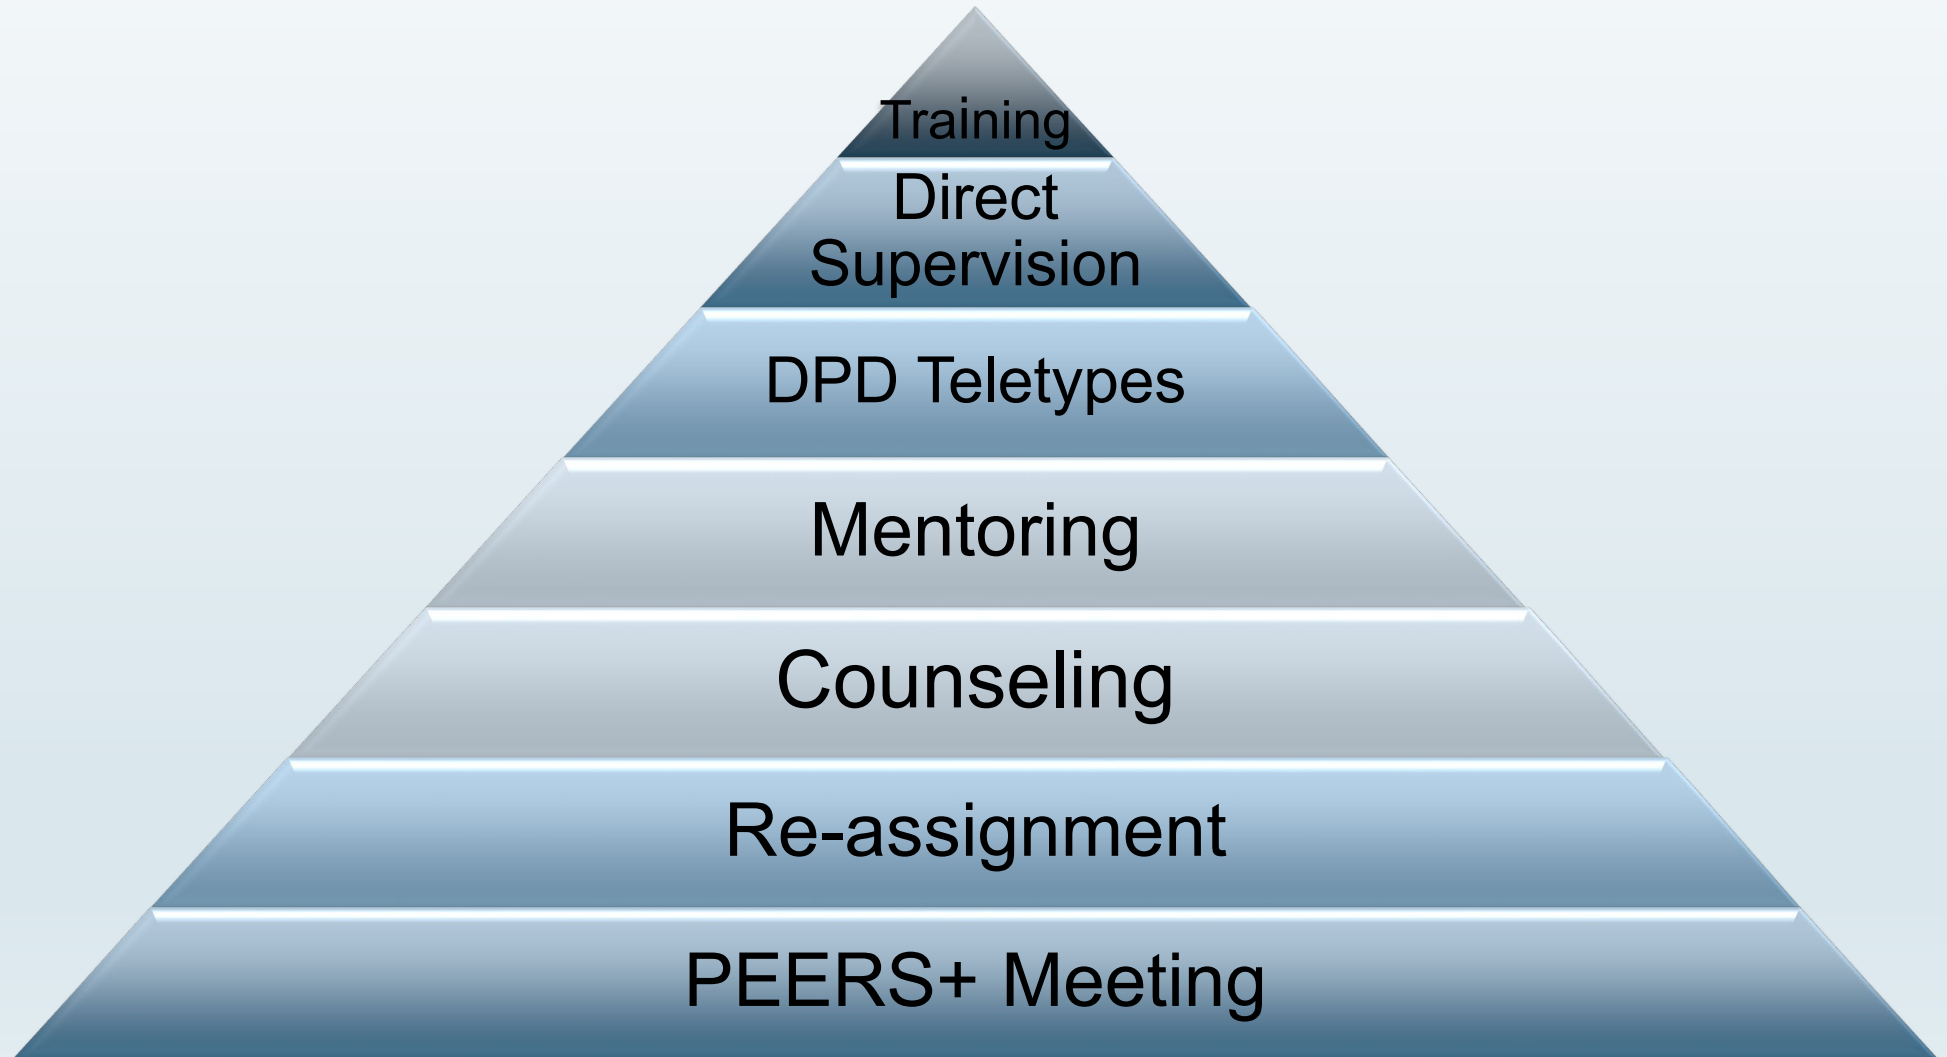 Training
Direct
Supervision
DPD Teletypes
Mentoring
Counseling
Re-assignment
PEERS+ Meeting